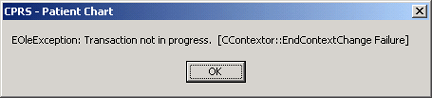 CPRS - Patient Chart
EOleException: Transaction not in progress.  [CContextor::EndContextChange Failure]
OK